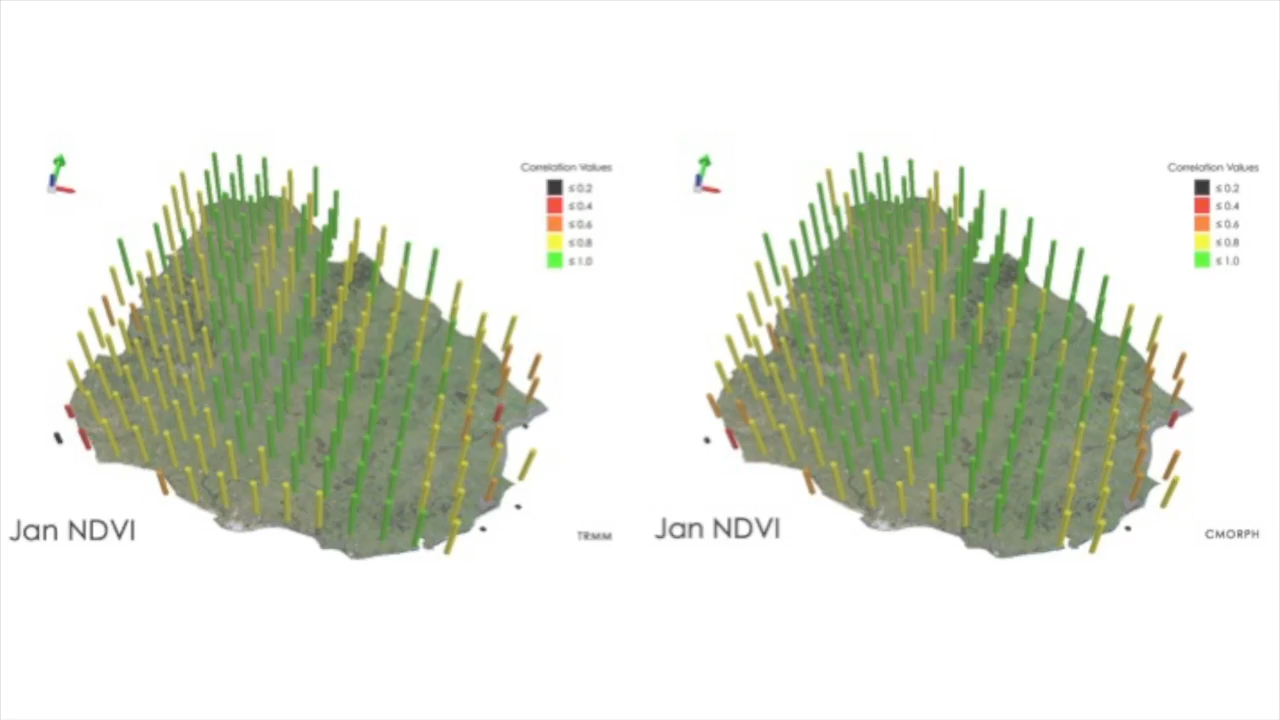 Correlation Values
≤ 0.2
≤ 0.4
≤ 0.6
≤ 0.8
≤ 1.0
Jan NDVI
TRMM
Correlation Values
≤ 0.2
≤ 0.4
≤ 0.6
≤ 0.8
≤ 1.0
Jan NDVI
CMORPH